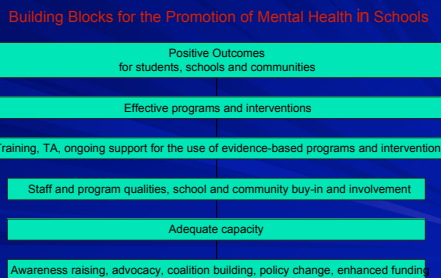 Building Blocks for the Promotion of Mental Health in Schools
Positive Outcomes
for students, schools and communities
Effective programs and interventions
Training, TA, ongoing support for the use of evidence-based programs and intervention
Staff and program qualities, school and community buy-in and involvement
Adequate capacity
Awareness raising, advocacy, coalition building, policy change, enhanced funding